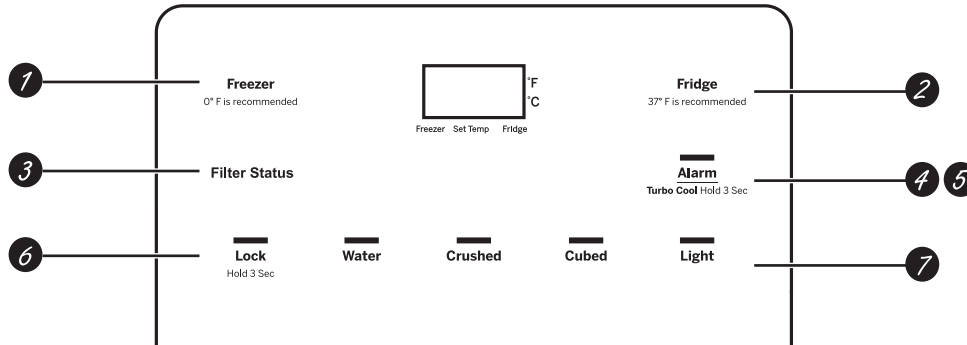 1
Freezer
0° F is recommended
°F
°C
Freezer Set Temp Fridge
Fridge
37° F is recommended
2
3
Filter Status
Alarm
Turbo Cool Hold 3 Sec
4 5
6
Lock
Hold 3 Sec
Water
Crushed
Cubed
Light
7